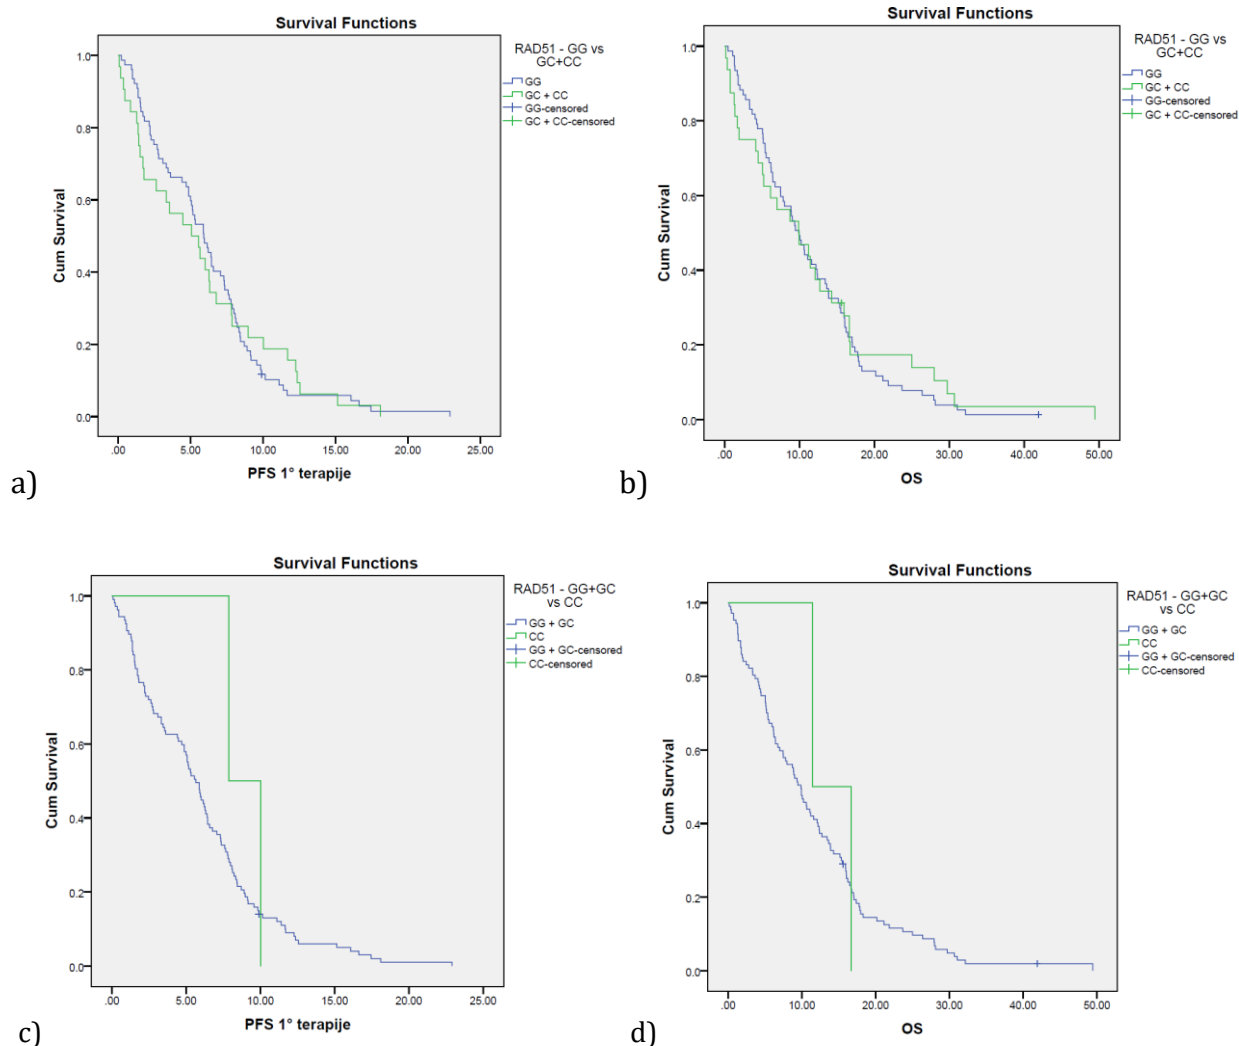 Survival Functions
RAD51 - GG vs
GC+CC
GG
GC + CC
GG-censored
GC + CC-censored
Cum Survival
1.0
0.8
0.6
0.4
0.2
0.0
.00 5.00 10.00 15.00 20.00 25.00
PFS 1° terapije
a)
Survival Functions
RAD51 - GG vs
GC+CC
GG
GC + CC
GG-censored
GC + CC-censored
Cum Survival
1.0
0.8
0.6
0.4
0.2
0.0
.00 10.00 20.00 30.00 40.00 50.00
OS
b)
Survival Functions
RAD51 - GG+GC
vs CC
GG + GC
CC
GG + GC-censored
CC-censored
Cum Survival
1.0
0.8
0.6
0.4
0.2
0.0
.00 5.00 10.00 15.00 20.00 25.00
PFS 1° terapije
c)
Survival Functions
RAD51 - GG+GC
vs CC
GG + GC
CC
GG + GC-censored
CC-censored
Cum Survival
1.0
0.8
0.6
0.4
0.2
0.0
.00 10.00 20.00 30.00 40.00 50.00
OS
d)